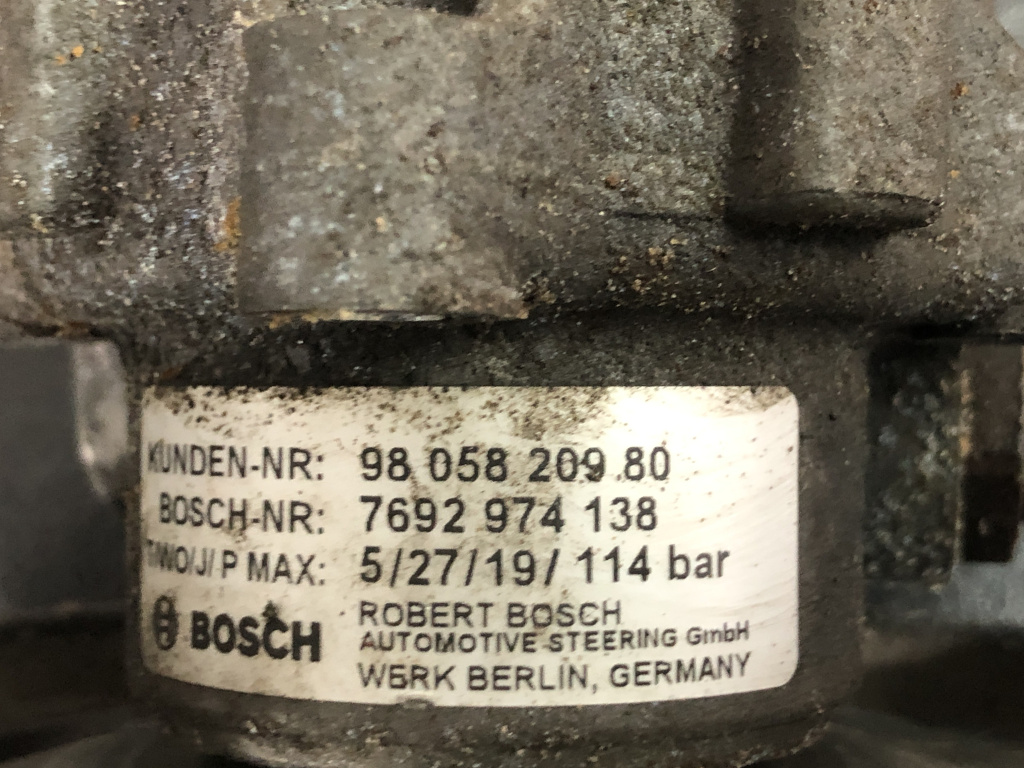 KUNDEN-NR: 98 058 209.80
BOSCH-NR: 7692 974 138
T/WO/J/ P MAX: 5/27/19/ 114 bar
BOSCH
ROBERT BOSCH
AUTOMOTIVE STEERING GmbH
WERK BERLIN, GERMANY